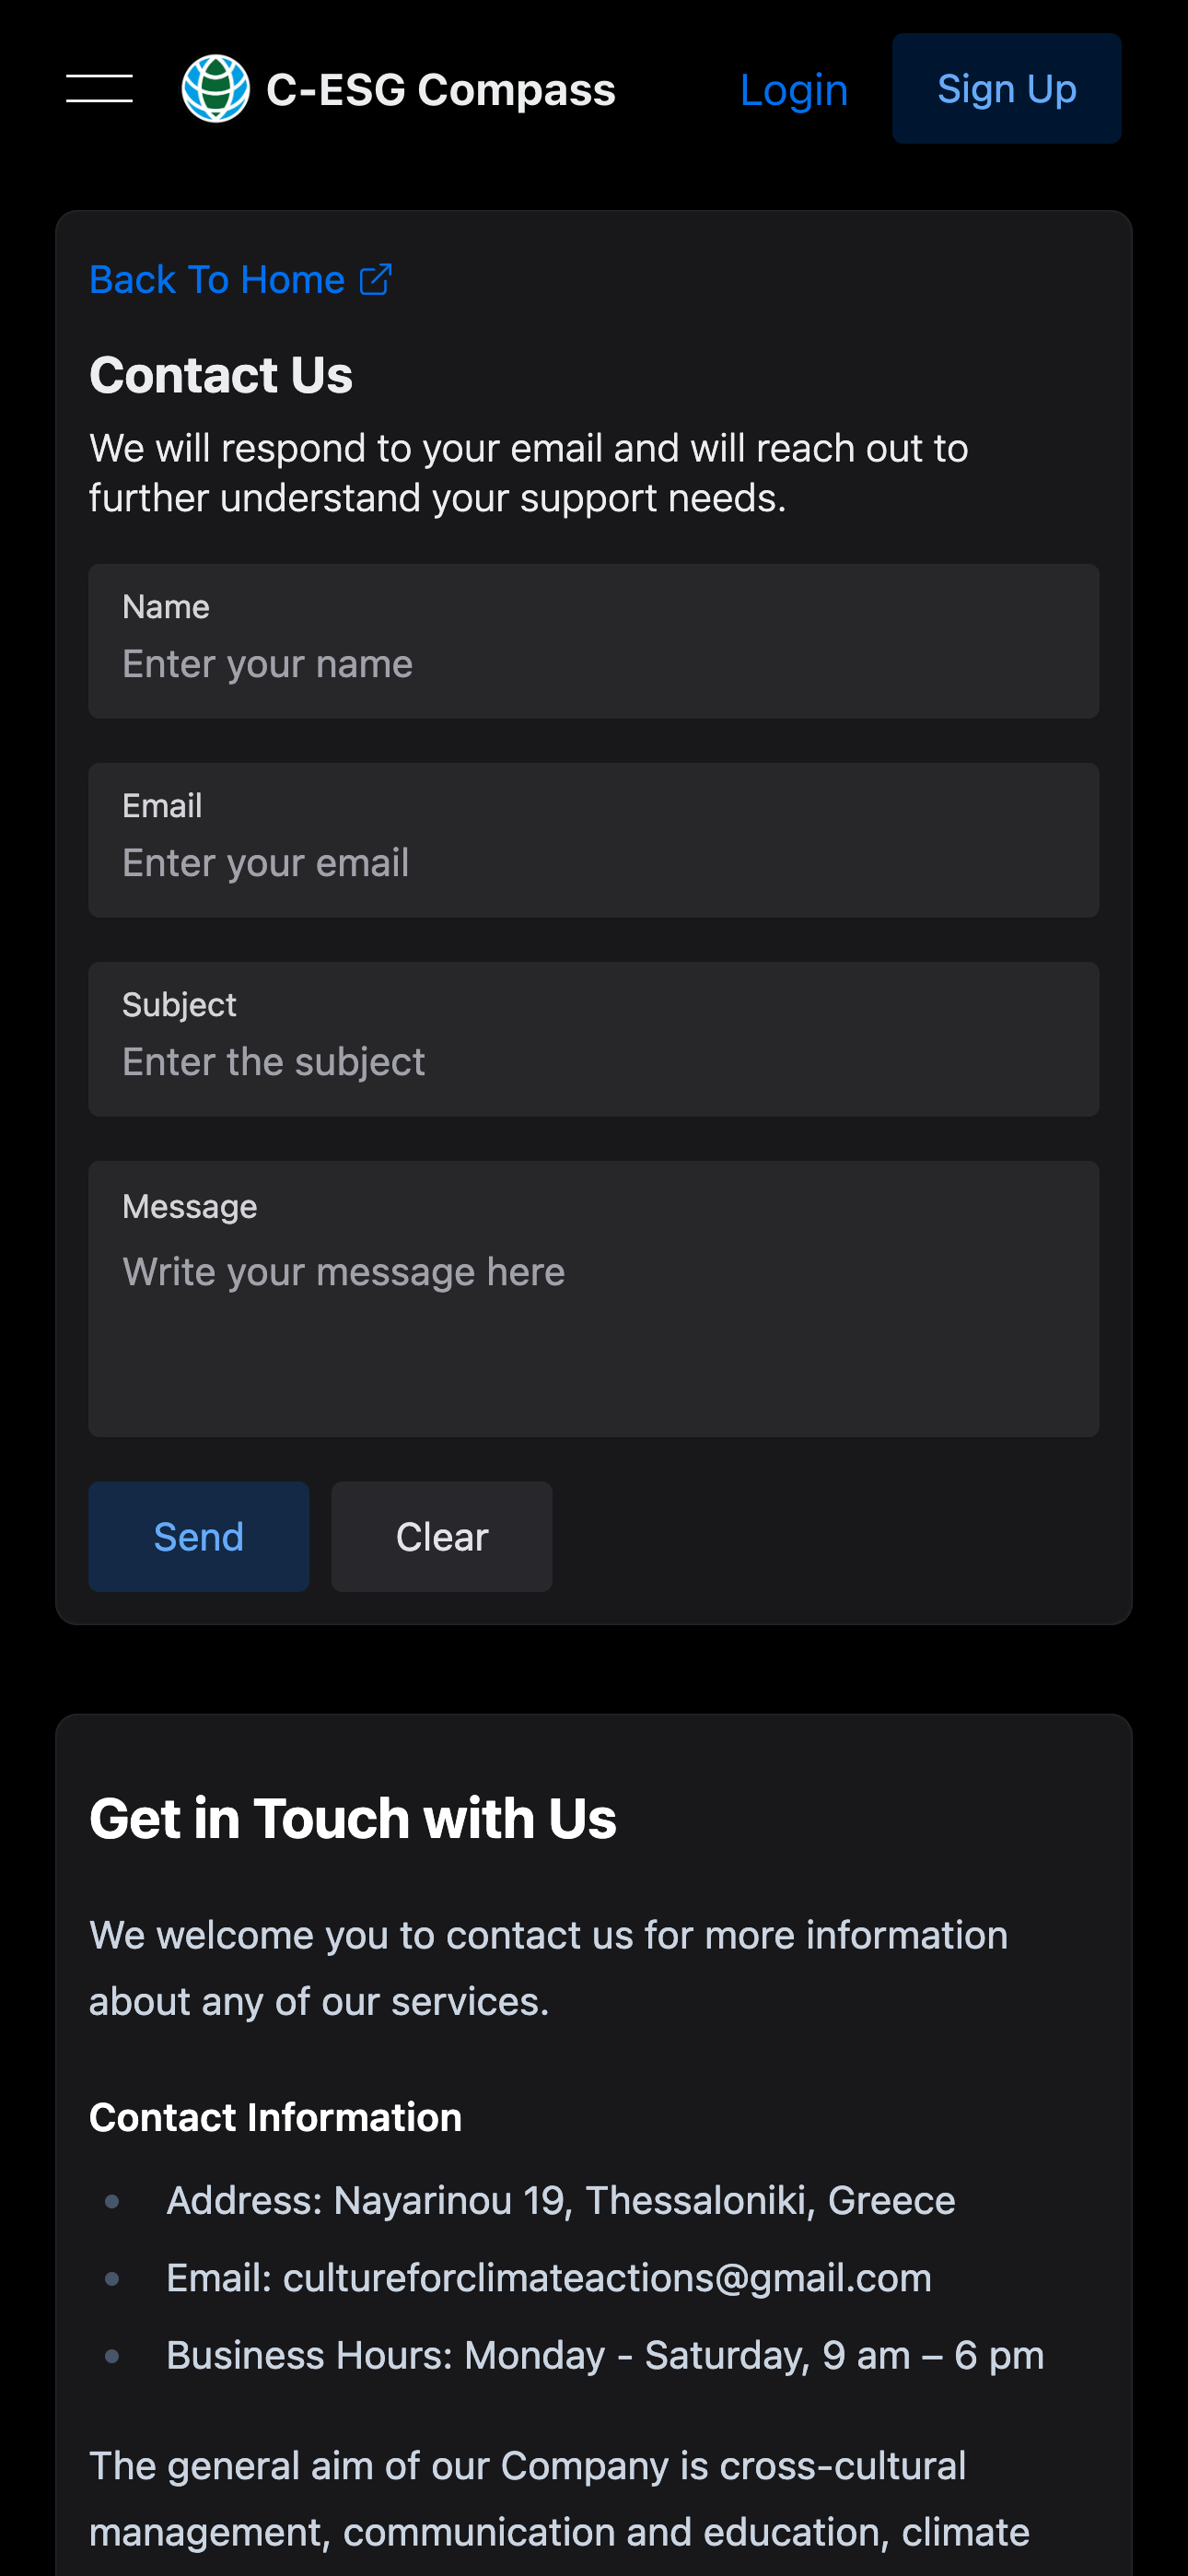 C-ESG Compass
Login
Sign Up
Back To Home
Contact Us
We will respond to your email and will reach out to
further understand your support needs.
Name
Enter your name
Email
Enter your email
Subject
Enter the subject
Message
Write your message here
Send
Clear
Get in Touch with Us
We welcome you to contact us for more information
about any of our services.
Contact Information
Address: Nayarinou 19, Thessaloniki, Greece
Email: cultureforclimateactions@gmail.com
Business Hours: Monday - Saturday, 9 am – 6 pm
The general aim of our Company is cross-cultural
management, communication and education, climate